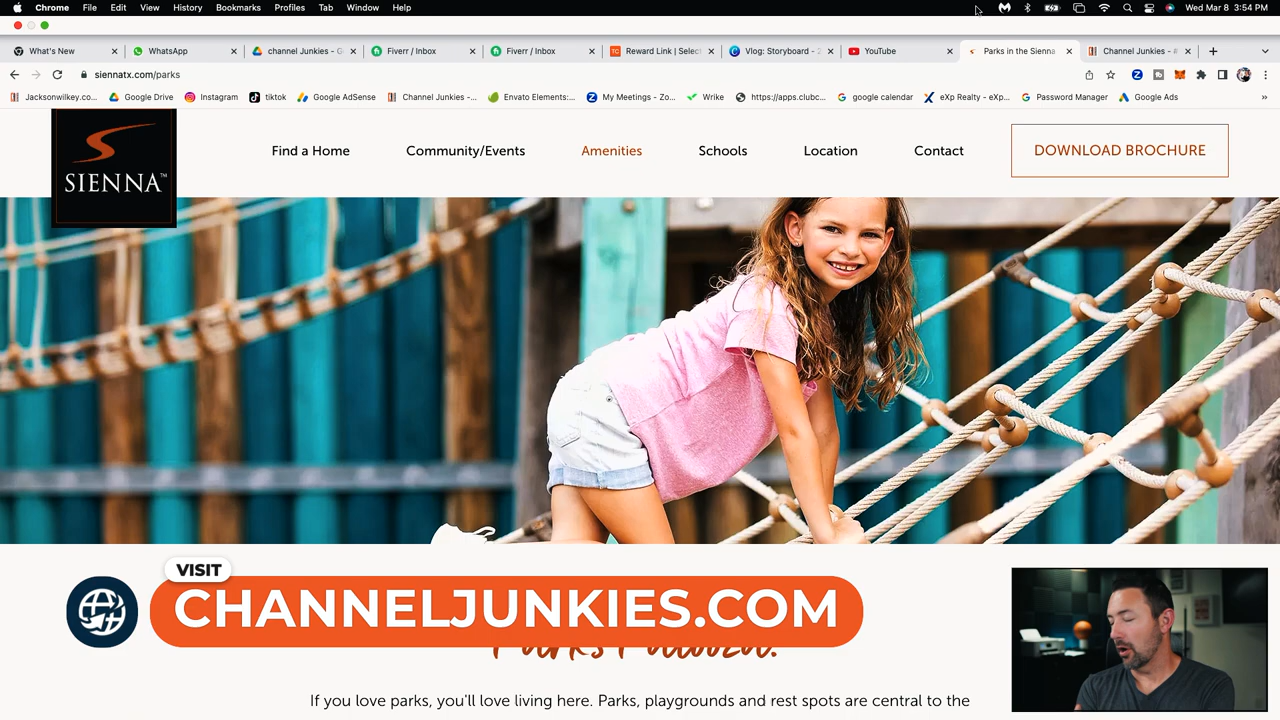 Chrome File Edit View History Bookmarks Profiles Tab Window Help Wed Mar 8 3:54 PM
What's New WhatsApp channel Junkies - G Fiverr / Inbox Fiverr / Inbox Reward Link | Select Vlog: Storyboard - 2 YouTube Parks in the Sienna Channel Junkies - #
siennatx.com/parks
Jacksonwilkey.co... Google Drive Instagram tiktok Google AdSense Channel Junkies -... Envato Elements:... My Meetings - Zo... Wrike https://apps.clubc... google calendar eXp Realty - eXp... Password Manager Google Ads »
SIENNA™
Find a Home Community/Events Amenities Schools Location Contact DOWNLOAD BROCHURE
VISIT
CHANNELJUNKIES.COM
Parks Palooza.
If you love parks, you'll love living here. Parks, playgrounds and rest spots are central to the